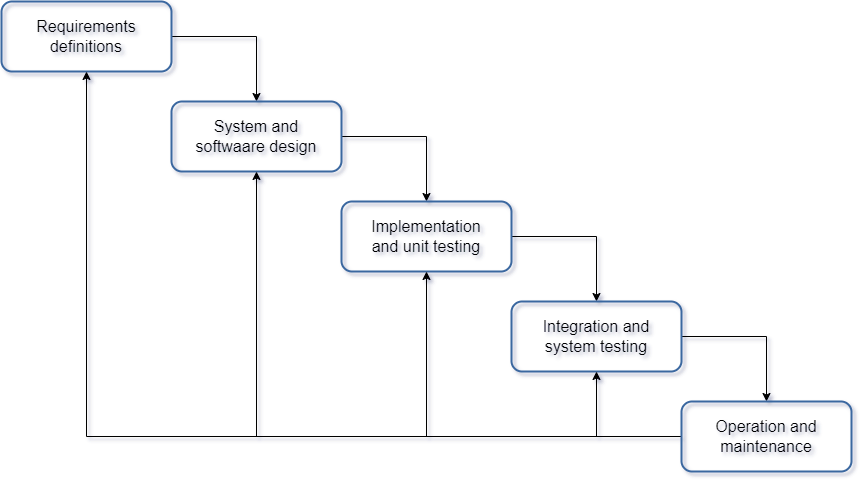 Requirements
definitions
System and
softwaare design
Implementation
and unit testing
Integration and
system testing
Operation and
maintenance